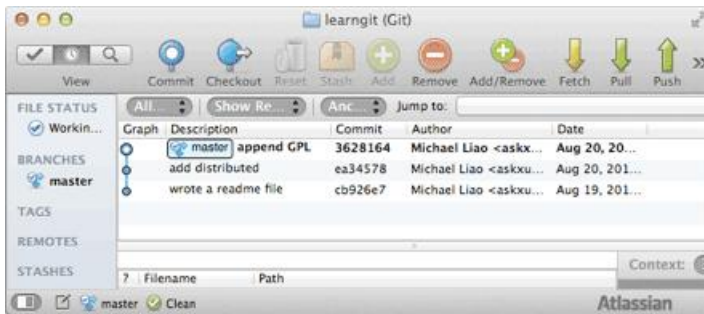 learngit (Git)
View Commit Checkout Reset Stash Add Remove Add/Remove Fetch Pull Push »
All... Show Re... Anc... Jump to:
FILE STATUS
Workin...
BRANCHES
master
TAGS
REMOTES
STASHES
Graph Description Commit Author Date
master append GPL 3628164 Michael Liao <askx... Aug 20, 20...
add distributed ea34578 Michael Liao <askxu... Aug 20, 201...
wrote a readme file cb926e7 Michael Liao <askxu... Aug 19, 201...
Context:
? Filename Path
master Clean Atlassian